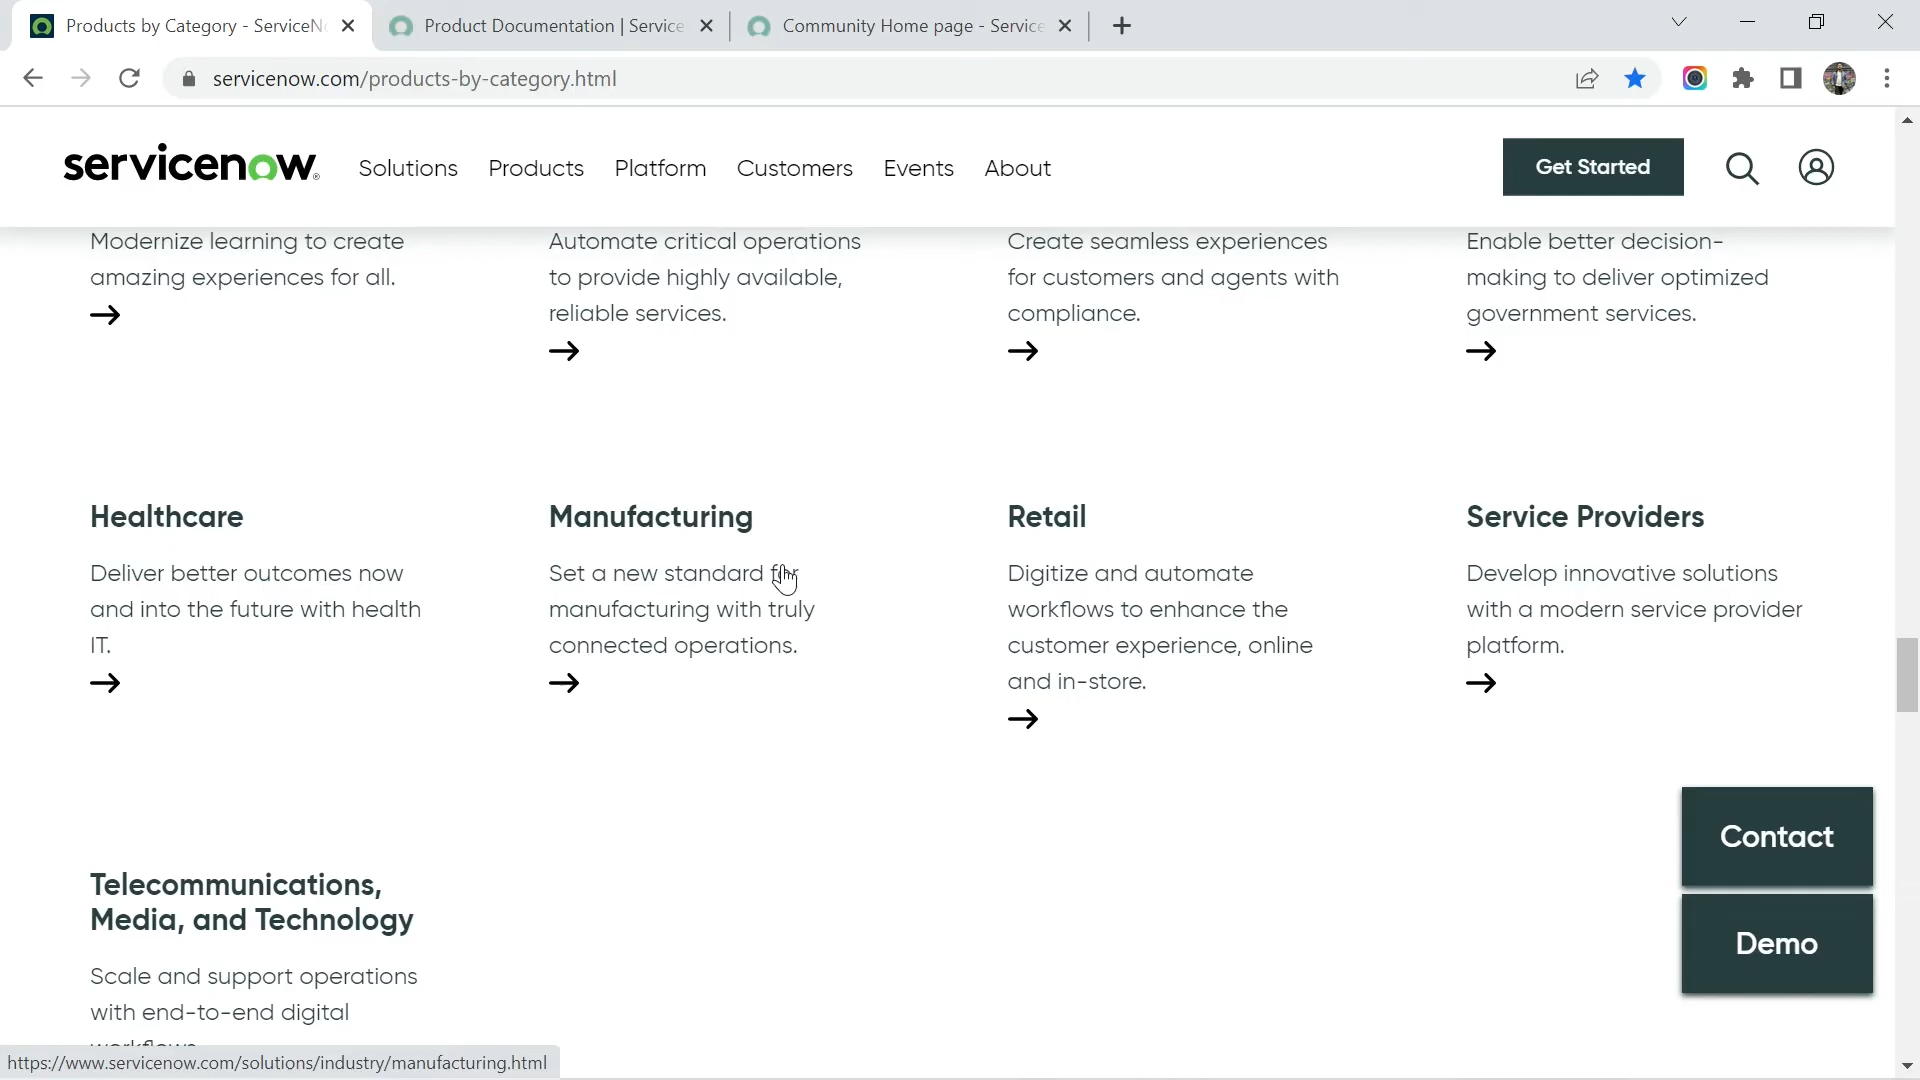 Products by Category - ServiceN
Product Documentation | Service
Community Home page - Service
servicenow.com/products-by-category.html
servicenow
Solutions
Products
Platform
Customers
Events
About
Get Started
Modernize learning to create
amazing experiences for all.
Automate critical operations
to provide highly available,
reliable services.
Create seamless experiences
for customers and agents with
compliance.
Enable better decision-
making to deliver optimized
government services.
Healthcare
Deliver better outcomes now
and into the future with health
IT.
Manufacturing
Set a new standard for
manufacturing with truly
connected operations.
Retail
Digitize and automate
workflows to enhance the
customer experience, online
and in-store.
Service Providers
Develop innovative solutions
with a modern service provider
platform.
Telecommunications,
Media, and Technology
Scale and support operations
with end-to-end digital
workflows.
Contact
Demo
https://www.servicenow.com/solutions/industry/manufacturing.html